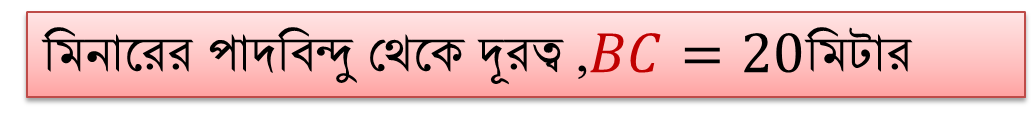 মিনারের পাদবিন্দু থেকে দূরত্ব ,BC = 20মিটার